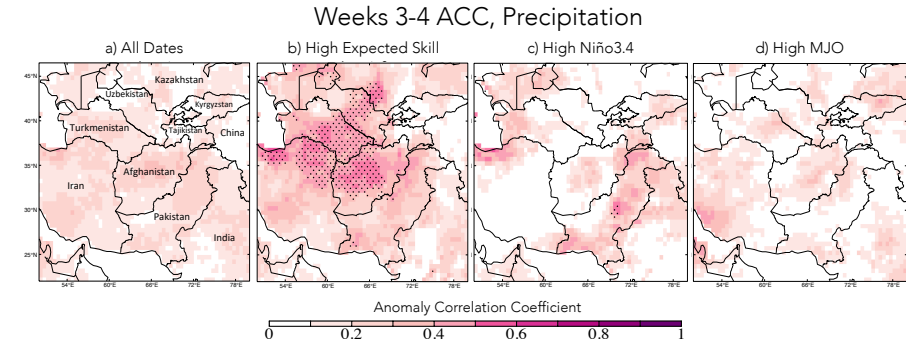 Weeks 3-4 ACC, Precipitation
a) All Dates
b) High Expected Skill
c) High Niño3.4
d) High MJO
45°N
40°N
35°N
30°N
25°N
Kazakhstan
Uzbekistan
Kyrgyzstan
Turkmenistan
Tajikistan
China
Afghanistan
Iran
Pakistan
India
54°E 60°E 66°E 72°E 78°E
54°E 60°E 66°E 72°E 78°E
54°E 60°E 66°E 72°E 78°E
54°E 60°E 66°E 72°E 78°E
Anomaly Correlation Coefficient
0 0.2 0.4 0.6 0.8 1